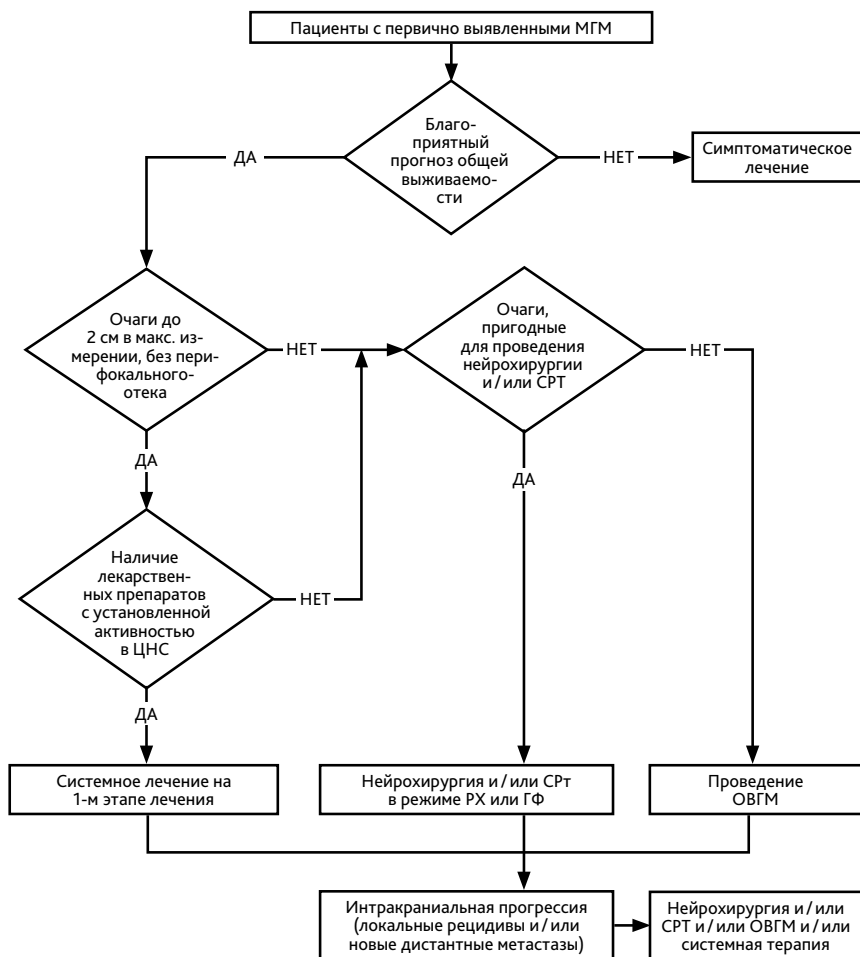 Пациенты с первично выявленными МГМ
Благо-
приятный
прогноз общей
выживаемо-
сти
ДА
НЕТ
Симптоматическое
лечение
Очаги до
2 см в макс. из-
мерении, без пери-
фокального-
отека
НЕТ
Очаги,
пригодные
для проведения
нейрохирургии
и/или СРТ
НЕТ
ДА
ДА
Наличие
лекарствен-
ных препаратов
с установленной
активностью
в ЦНС
НЕТ
ДА
Системное лечение на
1-м этапе лечения
Нейрохирургия и/или СРт
в режиме РХ или ГФ
Проведение
ОВГМ
Интракраниальная прогрессия
(локальные рецидивы и/или
новые дистантные метастазы)
Нейрохирургия и/или
СРТ и/или ОВГМ и/или
системная терапия